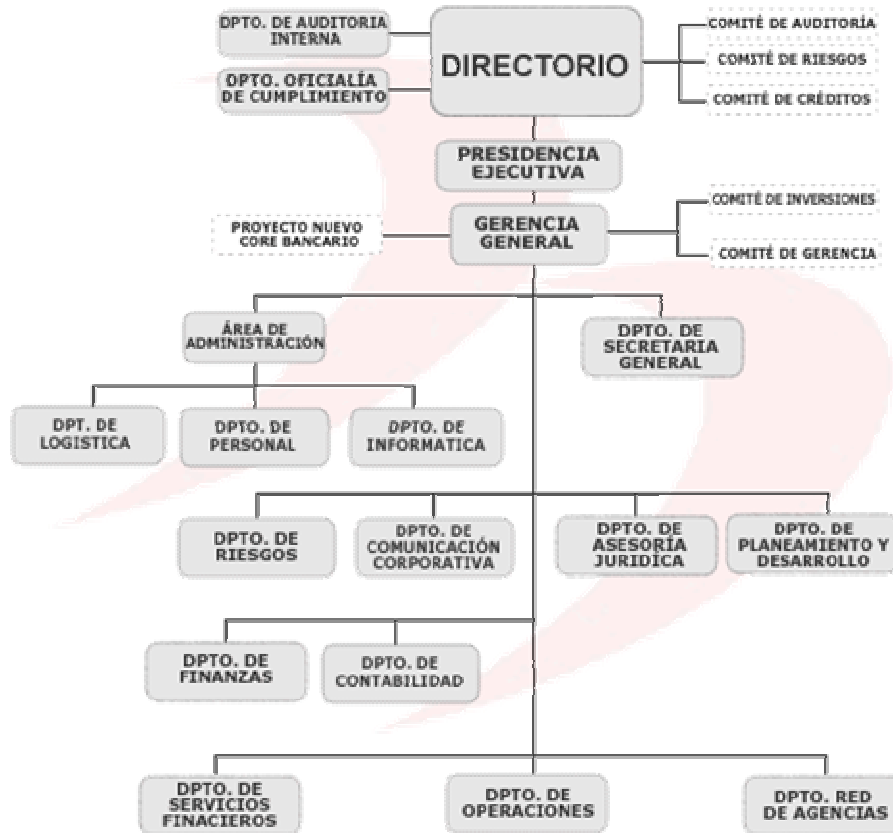 DPTO. DE AUDITORIA
INTERNA
OPTO. OFICIALÍA
DE CUMPLIMIENTO
DIRECTORIO
COMITÉ DE AUDITORÍA
COMITÉ DE RIESGOS
COMITÉ DE CRÉDITOS
PRESIDENCIA
EJECUTIVA
PROYECTO NUEVO
CORE BANCARIO
GERENCIA
GENERAL
COMITÉ DE INVERSIONES
COMITÉ DE GERENCIA
ÁREA DE
ADMINISTRACIÓN
DPTO. DE
SECRETARIA
GENERAL
DPT. DE
LOGISTICA
DPTO. DE
PERSONAL
DPTO. DE
INFORMATICA
DPTO. DE
RIESGOS
DPTO. DE
COMUNICACIÓN
CORPORATIVA
DPTO. DE
ASESORÍA
JURIDÍCA
DPTO. DE
PLANEAMIENTO Y
DESARROLLO
DPTO. DE
FINANZAS
DPTO. DE
CONTABILIDAD
DPTO. DE
SERVICIOS
FINACIEROS
DPTO. DE
OPERACIONES
DPTO. RED
DE AGENCIAS